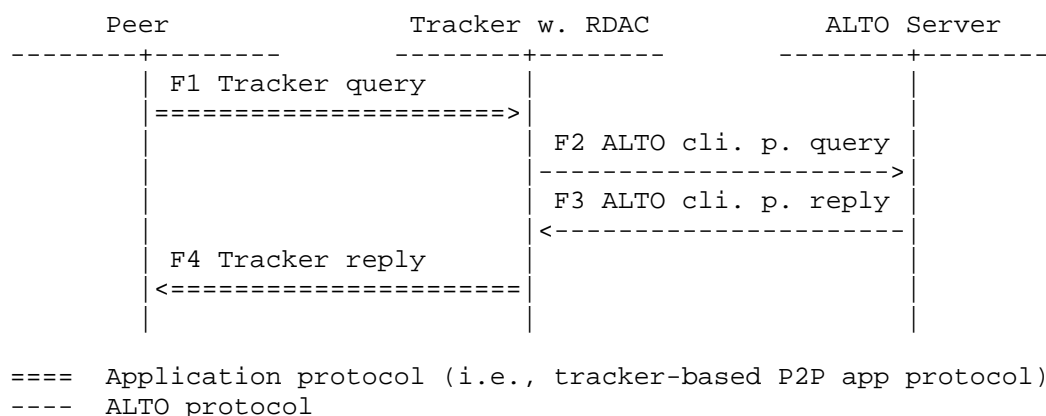 Peer Tracker w. RDAC ALTO Server
F1 Tracker query
F2 ALTO cli. p. query
F3 ALTO cli. p. reply
F4 Tracker reply
==== Application protocol (i.e., tracker-based P2P app protocol)
---- ALTO protocol